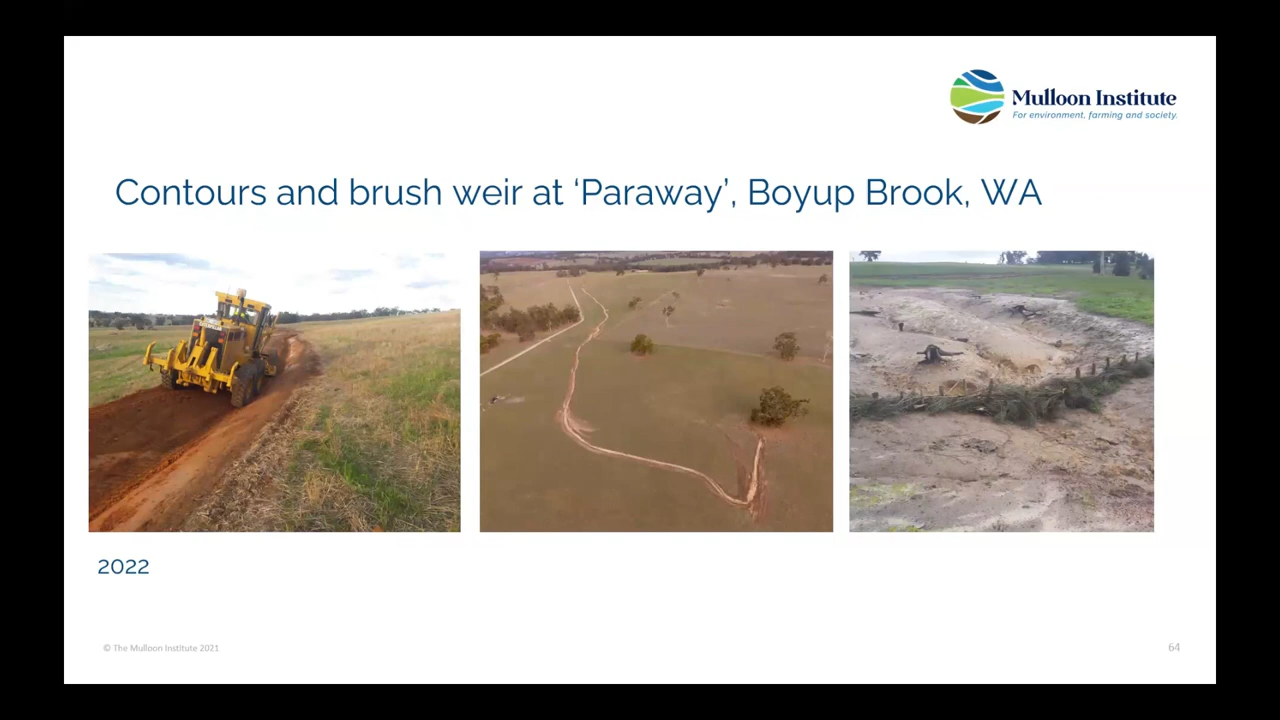 Mulloon Institute
For environment, farming and society.
Contours and brush weir at ‘Paraway’, Boyup Brook, WA
2022
© The Mulloon Institute 2021
64